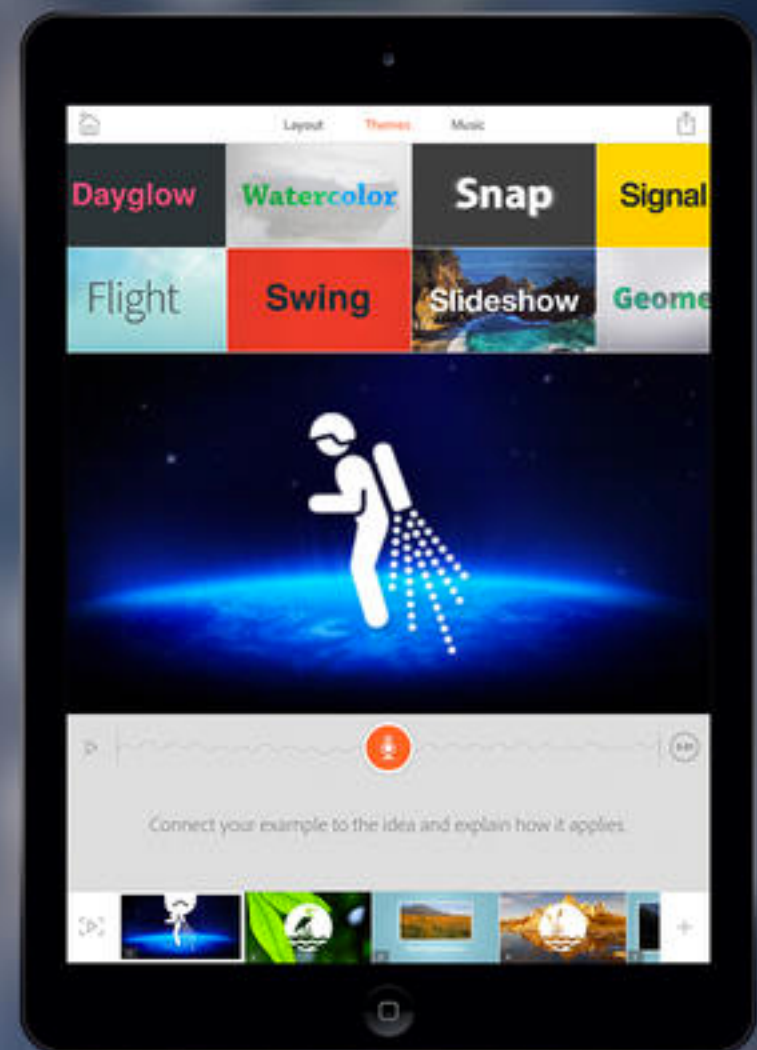 Layout Themes Music
Dayglow Watercolor Snap Signal
Flight Swing Slideshow Geome
Connect your example to the idea and explain how it applies.